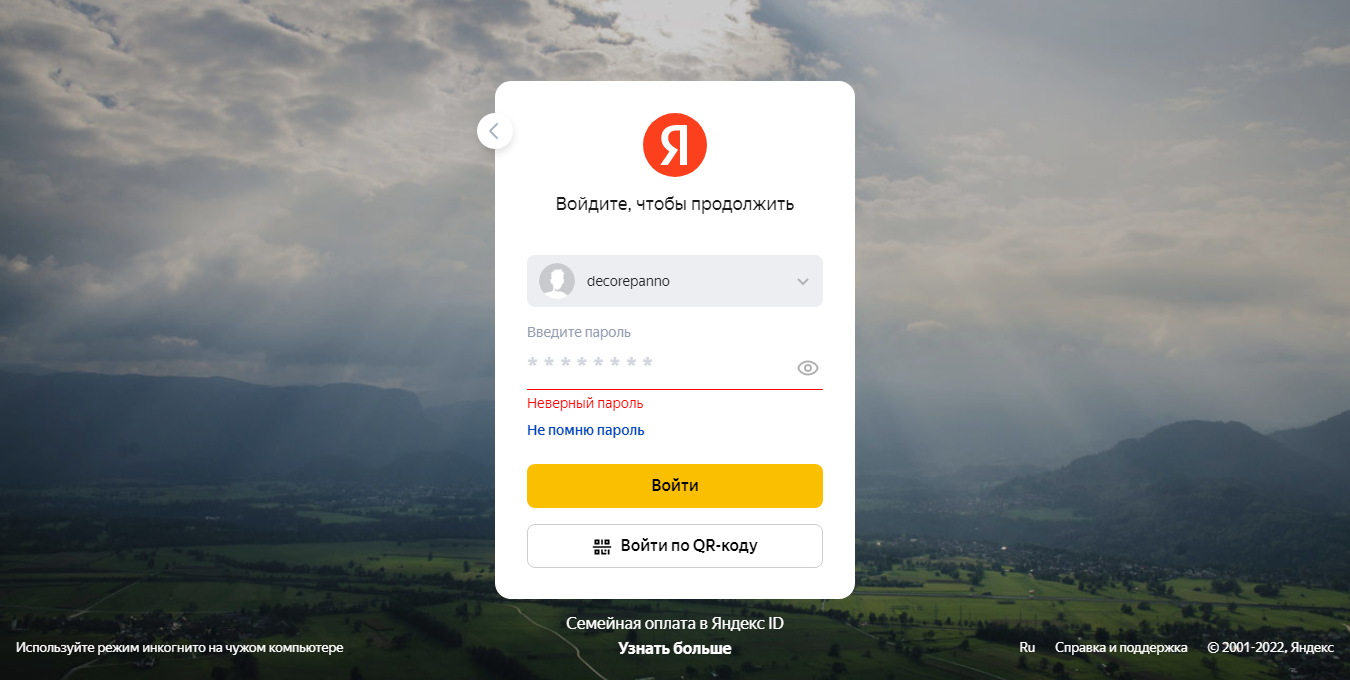 Я
Войдите, чтобы продолжить
decorepanno
Введите пароль
* * * * * * * *
Неверный пароль
Не помню пароль
Войти
Войти по QR-коду
Семейная оплата в Яндекс ID
Узнать больше
Используйте режим инкогнито на чужом компьютере
Ru Справка и поддержка © 2001-2022, Яндекс